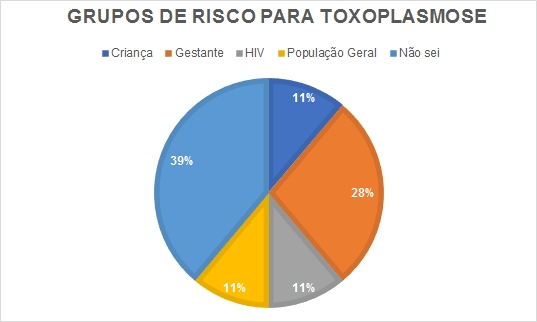 GRUPOS DE RISCO PARA TOXOPLASMOSE
Criança Gestante HIV População Geral Não sei
11%
39%
28%
11%
11%